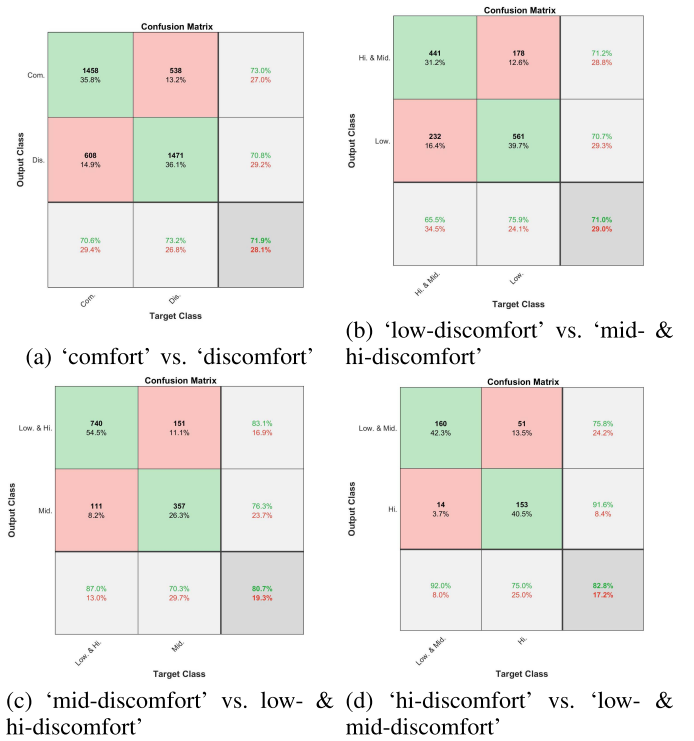 Confusion Matrix
Com.
1458
35.8%
538
13.2%
73.0%
27.0%
Dis.
608
14.9%
1471
36.1%
70.8%
29.2%
70.6%
29.4%
73.2%
26.8%
71.9%
28.1%
Output Class
Com.
Dis.
Target Class
(a) ‘comfort’ vs. ‘discomfort’
Confusion Matrix
Hi. & Mid.
441
31.2%
178
12.6%
71.2%
28.8%
Low.
232
16.4%
561
39.7%
70.7%
29.3%
65.5%
34.5%
75.9%
24.1%
71.0%
29.0%
Output Class
Hi. & Mid.
Low.
Target Class
(b) ‘low-discomfort’ vs. ‘mid- &
hi-discomfort’
Confusion Matrix
Low. & Hi.
740
54.5%
151
11.1%
83.1%
16.9%
Mid.
111
8.2%
357
26.3%
76.3%
23.7%
87.0%
13.0%
70.3%
29.7%
80.7%
19.3%
Output Class
Low. & Hi.
Mid.
Target Class
(c) ‘mid-discomfort’ vs. low- &
hi-discomfort’
Confusion Matrix
Low. & Mid.
160
42.3%
51
13.5%
75.8%
24.2%
Hi.
14
3.7%
153
40.5%
91.6%
8.4%
92.0%
8.0%
75.0%
25.0%
82.8%
17.2%
Output Class
Low. & Mid.
Hi.
Target Class
(d) ‘hi-discomfort’ vs. ‘low- &
mid-discomfort’